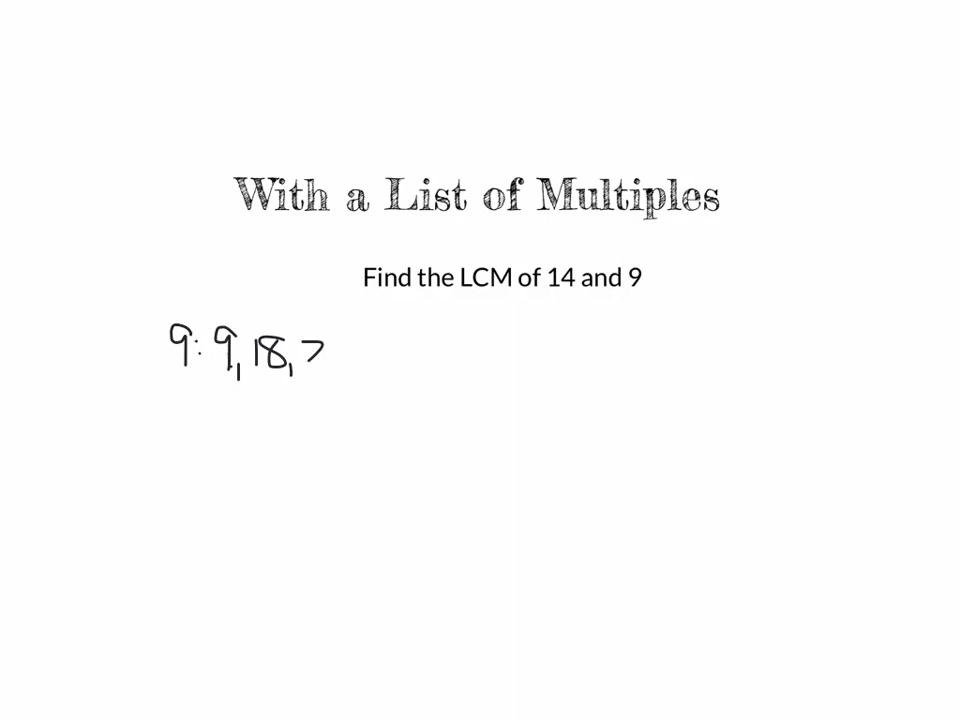 With a List of Multiples
Find the LCM of 14 and 9
9: 9, 18,